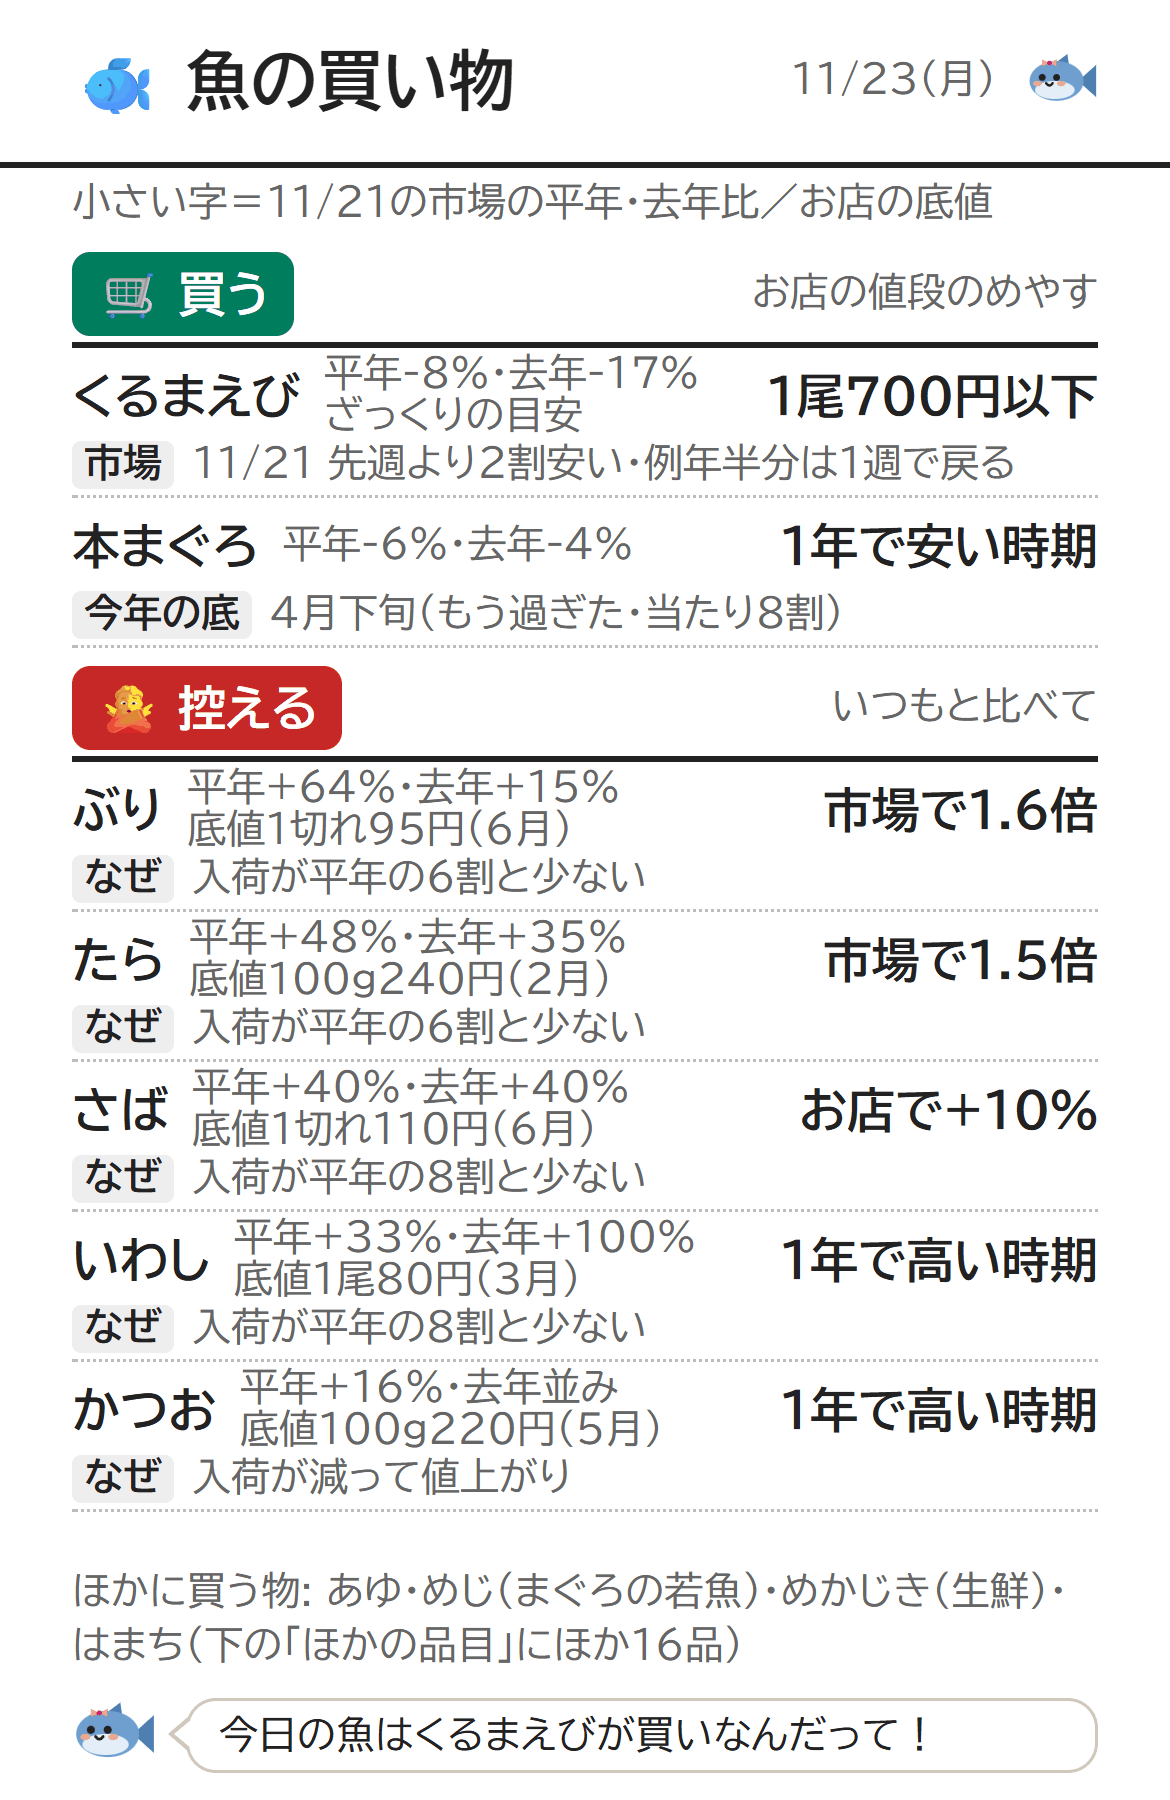 魚の買い物
11/23(月)
小さい字=11/21の市場の平年・去年比/お店の底値
買う
お店の値段のめやす
くるまえび 平年-8%・去年-17% 1尾700円以下
ざっくりの目安
市場 11/21 先週より2割安い・例年半分は1週で戻る
本まぐろ 平年-6%・去年-4% 1年で安い時期
今年の底 4月下旬(もう過ぎた・当たり8割)
控える
いつもと比べて
ぶり 平年+64%・去年+15% 市場で1.6倍
底値1切れ95円(6月)
なぜ 入荷が平年の6割と少ない
たら 平年+48%・去年+35% 市場で1.5倍
底値100g240円(2月)
なぜ 入荷が平年の6割と少ない
さば 平年+40%・去年+40% お店で+10%
底値1切れ110円(6月)
なぜ 入荷が平年の8割と少ない
いわし 平年+33%・去年+100% 1年で高い時期
底値1尾80円(3月)
なぜ 入荷が平年の8割と少ない
かつお 平年+16%・去年並み 1年で高い時期
底値100g220円(5月)
なぜ 入荷が減って値上がり
ほかに買う物: あゆ・めじ(まぐろの若魚)・めかじき(生鮮)・
はまち(下の「ほかの品目」にほか16品)
今日の魚はくるまえびが買いなんだって!